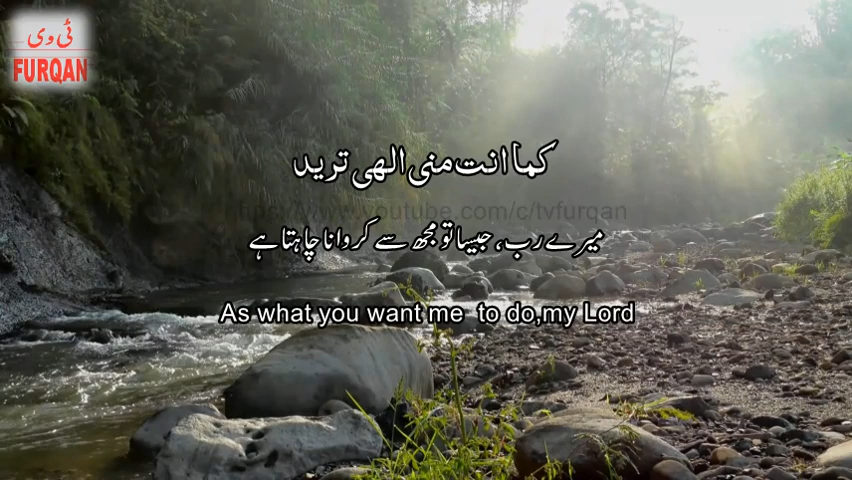 ٹی وی
FURQAN
کما انت منی الھی ترید
https://www.youtube.com/c/tvfurqan
میرے رب، جیسا تو مجھ سے کروانا چاہتا ہے
As what you want me to do,my Lord